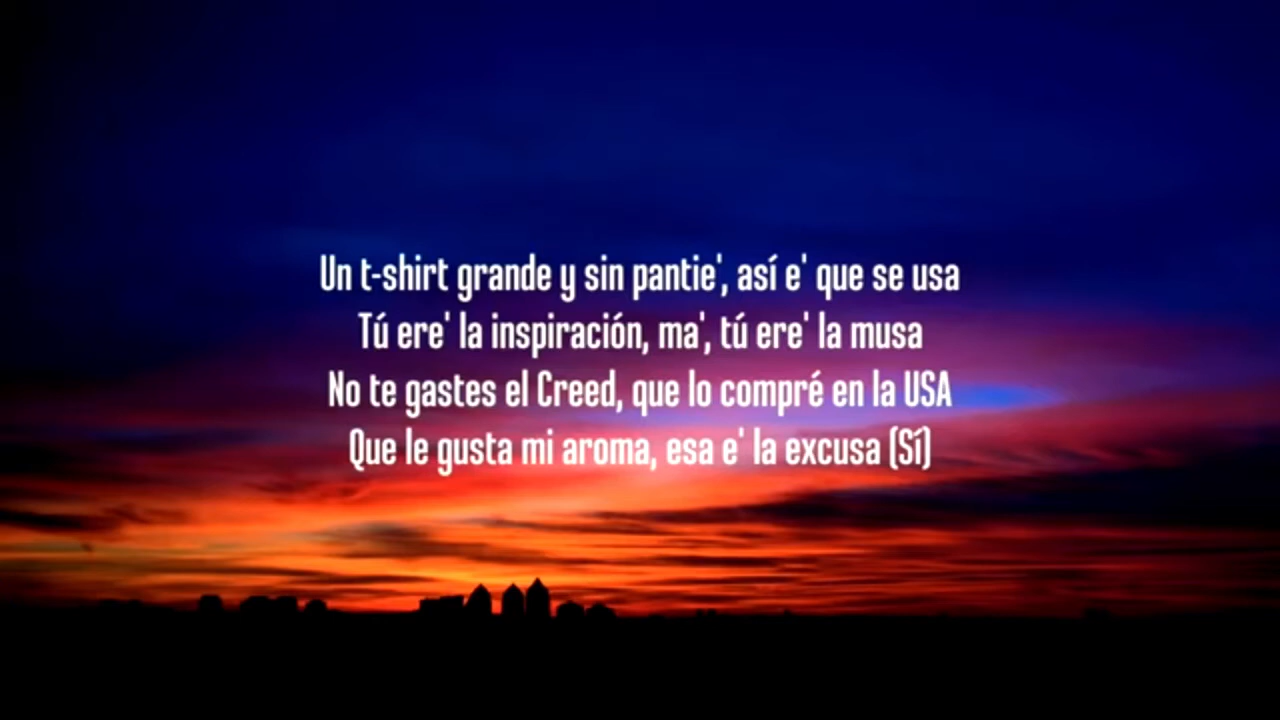 Un t-shirt grande y sin pantie', así e' que se usa
Tú ere' la inspiración, ma', tú ere' la musa
No te gastes el Creed, que lo compré en la USA
Que le gusta mi aroma, esa e' la excusa (Sí)